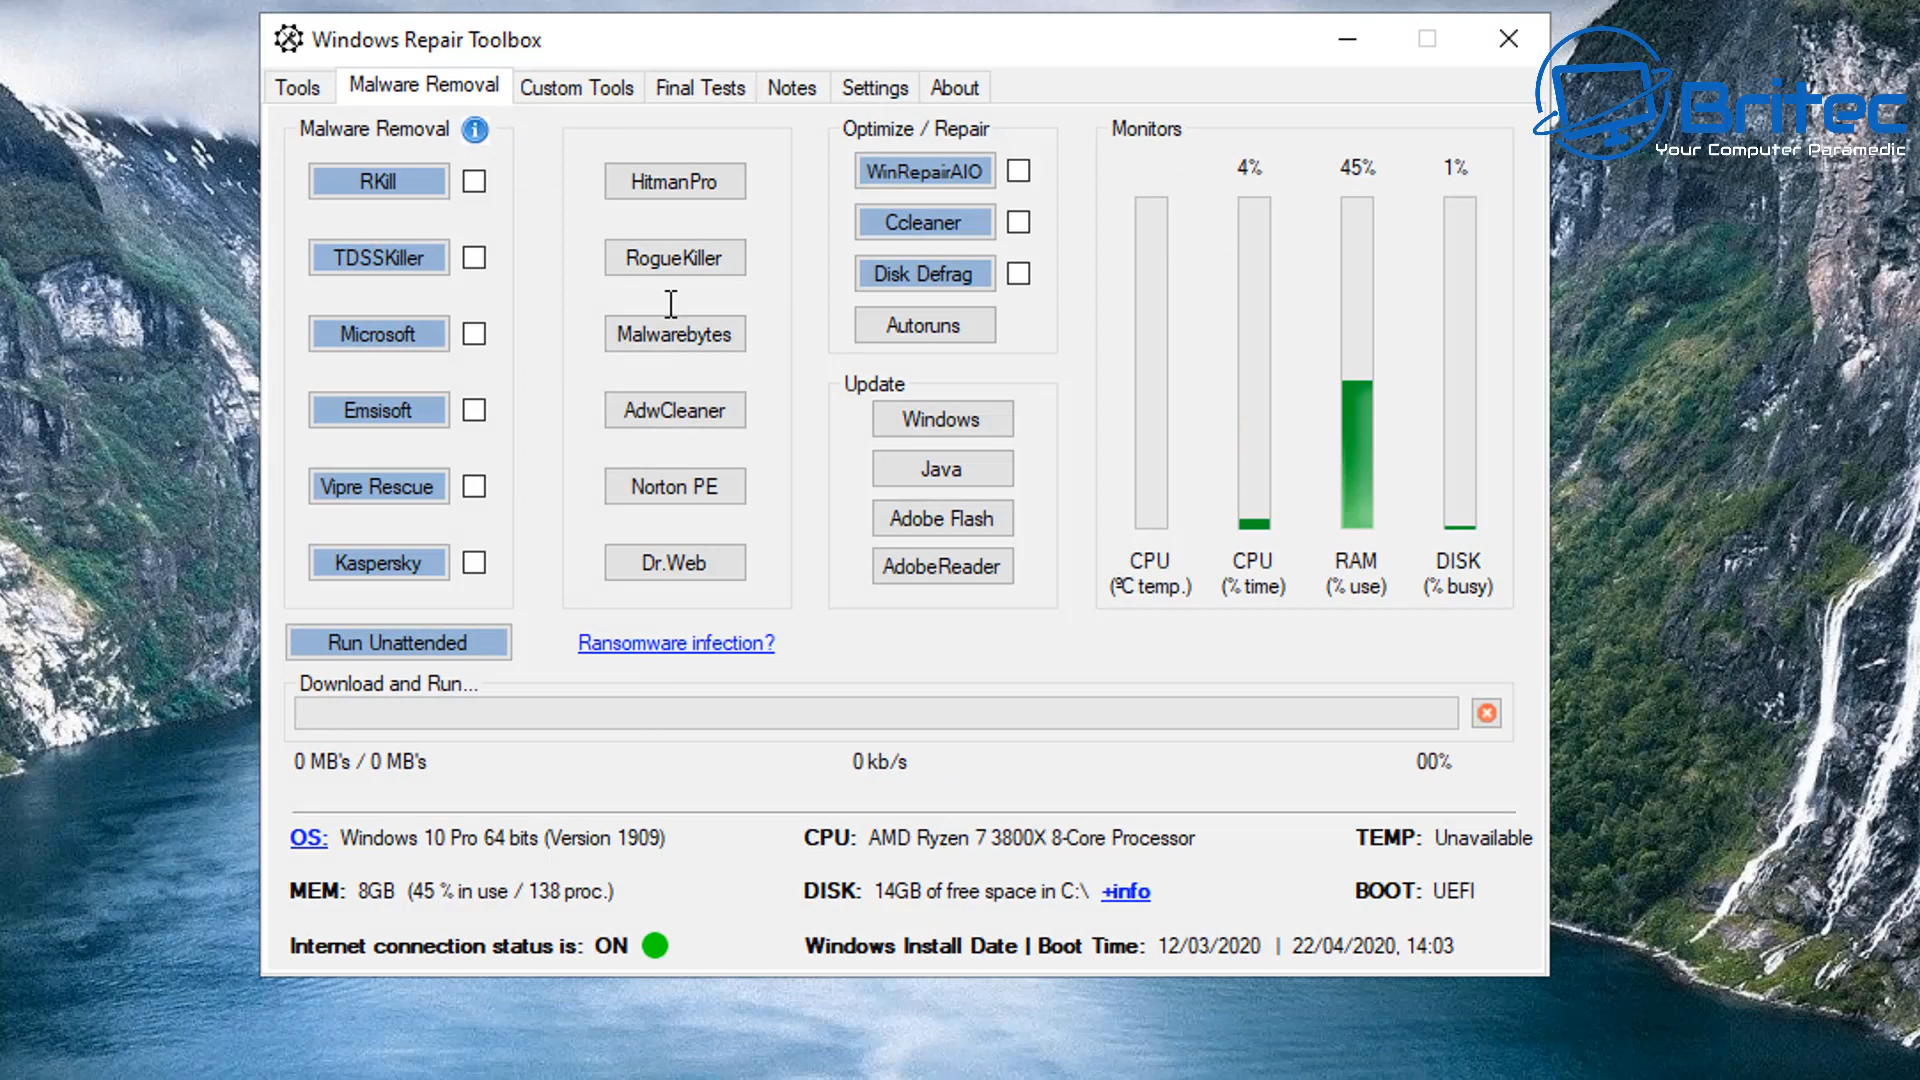 Windows Repair Toolbox
Britec
Your Computer Paramedic
Tools
Malware Removal
Custom Tools
Final Tests
Notes
Settings
About
Malware Removal
RKill
TDSSKiller
Microsoft
Emsisoft
Vipre Rescue
Kaspersky
Run Unattended
HitmanPro
RogueKiller
Malwarebytes
AdwCleaner
Norton PE
Dr.Web
Ransomware infection?
Optimize / Repair
WinRepairAIO
Ccleaner
Disk Defrag
Autoruns
Update
Windows
Java
Adobe Flash
AdobeReader
Monitors
4%
45%
1%
CPU
(ºC temp.)
CPU
(% time)
RAM
(% use)
DISK
(% busy)
Download and Run...
0 MB's / 0 MB's
0 kb/s
00%
OS: Windows 10 Pro 64 bits (Version 1909)
CPU: AMD Ryzen 7 3800X 8-Core Processor
TEMP: Unavailable
MEM: 8GB (45 % in use / 138 proc.)
DISK: 14GB of free space in C:\ +info
BOOT: UEFI
Internet connection status is: ON
Windows Install Date | Boot Time: 12/03/2020 | 22/04/2020, 14:03